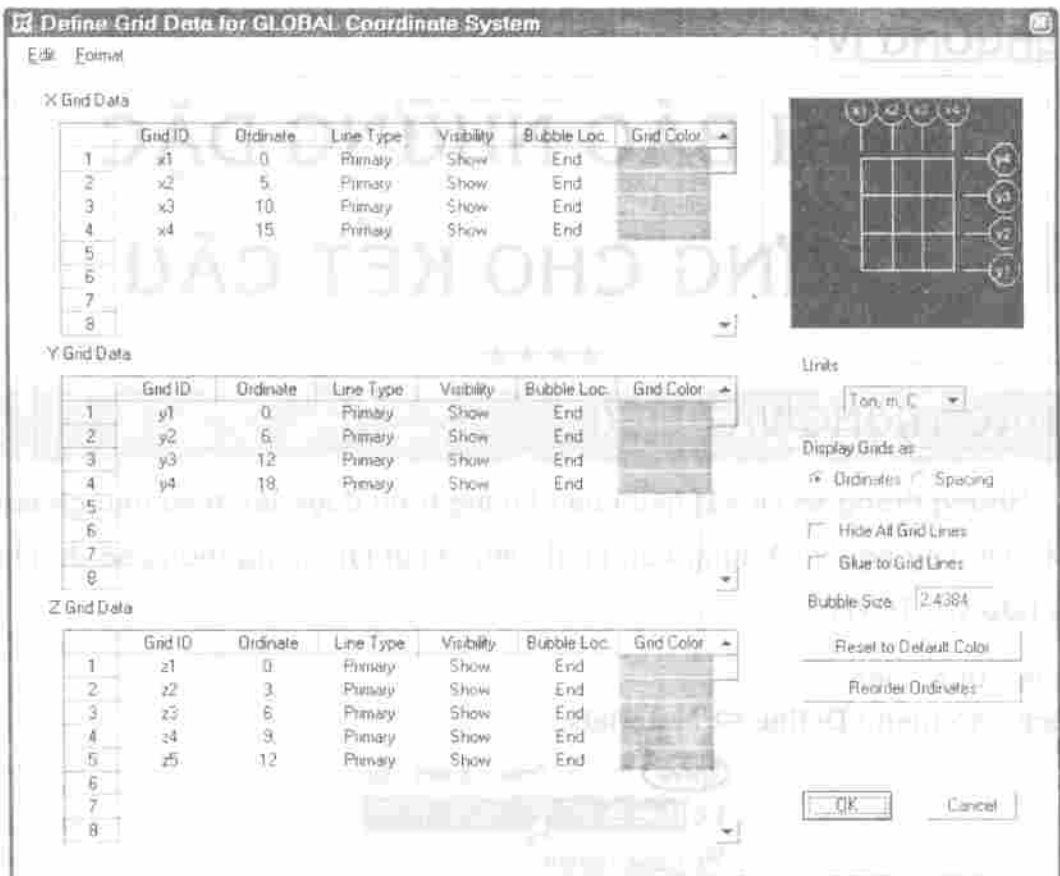 Define Grid Data for GLOBAL Coordinate System
Edit Format
X Grid Data
Grid ID Ordinate Line Type Visibility Bubble Loc. Grid Color
1 x1 0. Primary Show End
2 x2 5. Primary Show End
3 x3 10. Primary Show End
4 x4 15. Primary Show End
5
6
7
8
x1 x2 x3 x4
y4
y3
y2
y1
Y Grid Data
Grid ID Ordinate Line Type Visibility Bubble Loc. Grid Color
1 y1 0. Primary Show End
2 y2 6. Primary Show End
3 y3 12. Primary Show End
4 y4 18. Primary Show End
5
6
7
8
Units
Ton, m, C
Display Grids as
Ordinates Spacing
Hide All Grid Lines
Glue to Grid Lines
Bubble Size 2.4384
Reset to Default Color
Reorder Ordinates
Z Grid Data
Grid ID Ordinate Line Type Visibility Bubble Loc. Grid Color
1 z1 0. Primary Show End
2 z2 3. Primary Show End
3 z3 6. Primary Show End
4 z4 9. Primary Show End
5 z5 12. Primary Show End
6
7
8
OK Cancel